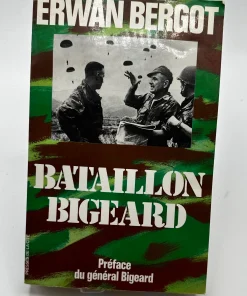 ERWAN BERGOT
BATAILLON
BIGEARD
Préface
du général Bigeard